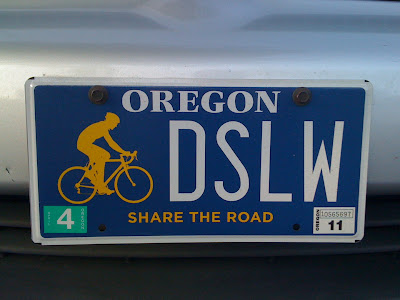 OREGON
DSLW
SHARE THE ROAD
4
OREGON
11